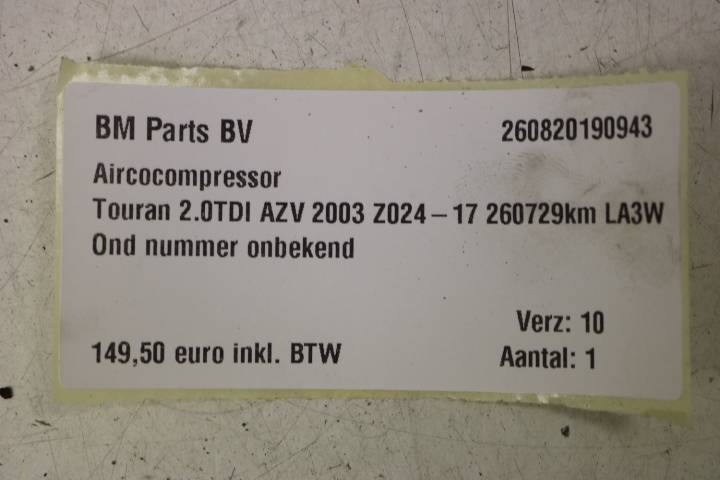 BM Parts BV 260820190943
Aircocompressor
Touran 2.0TDI AZV 2003 Z024-17 260729km LA3W
Ond nummer onbekend
Verz: 10
149,50 euro inkl. BTW Aantal: 1